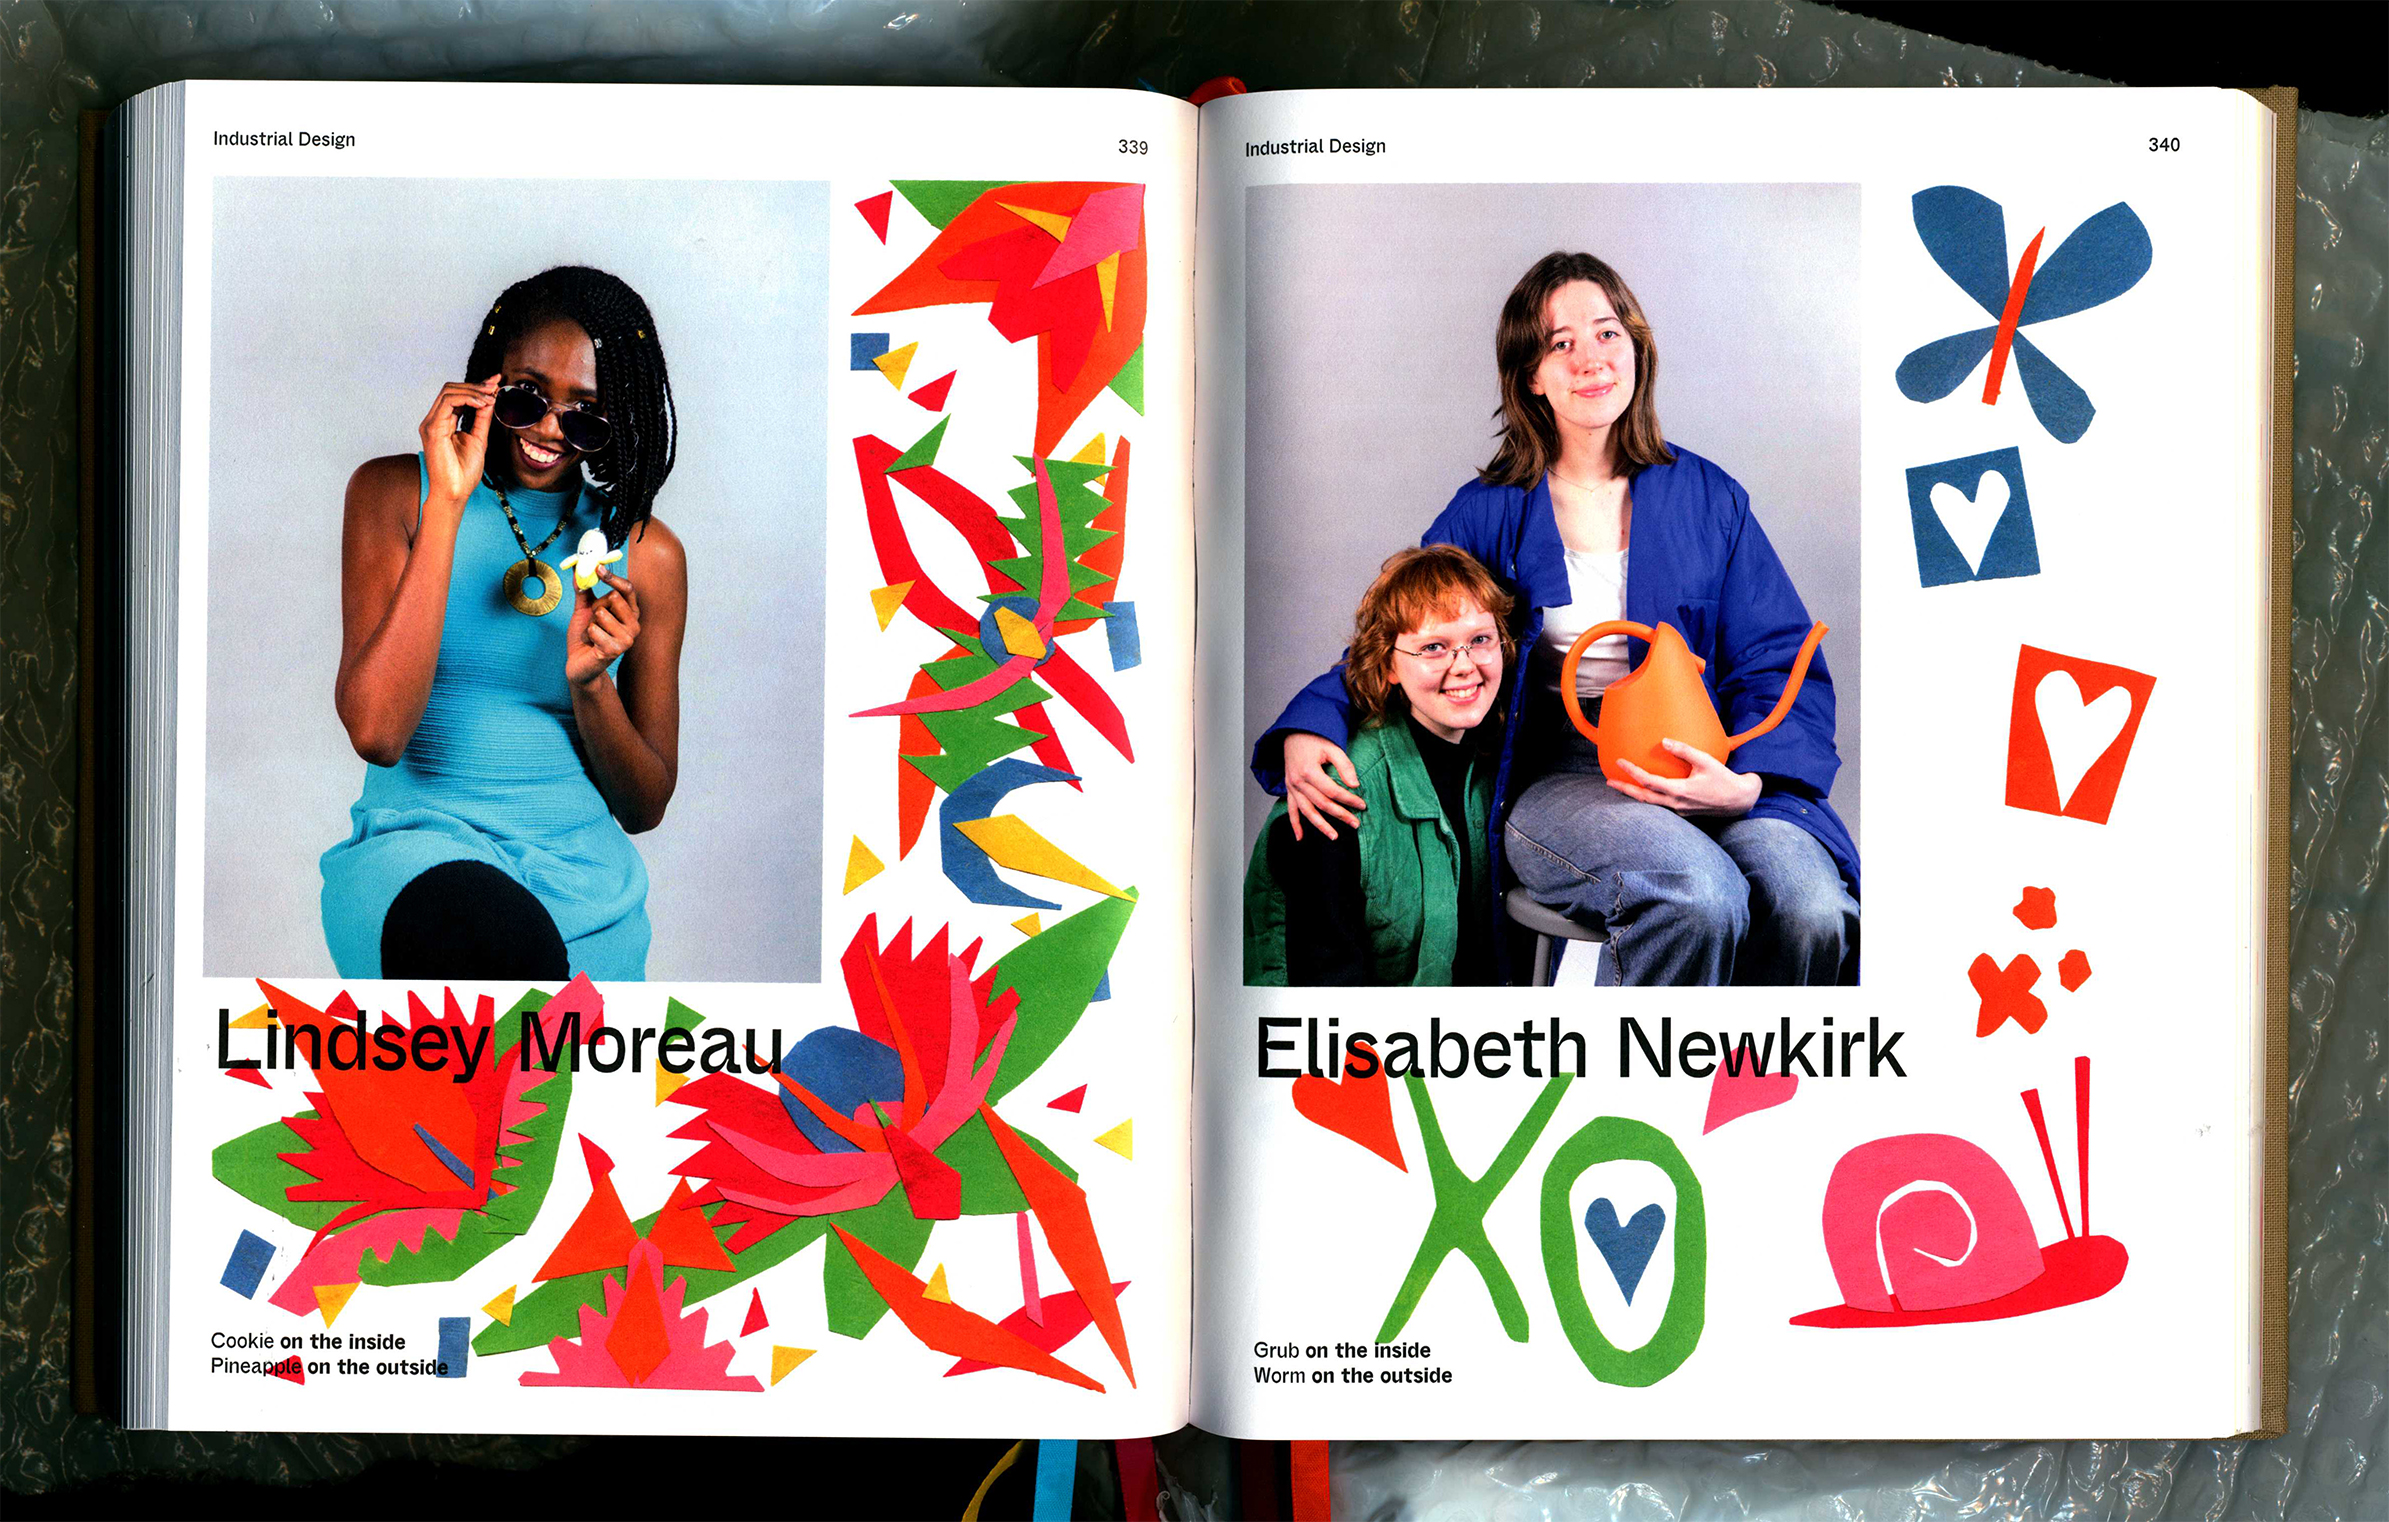 Industrial Design
339
Lindsey Moreau
Cookie on the inside
Pineapple on the outside
Industrial Design
340
Elisabeth Newkirk
XO
Grub on the inside
Worm on the outside